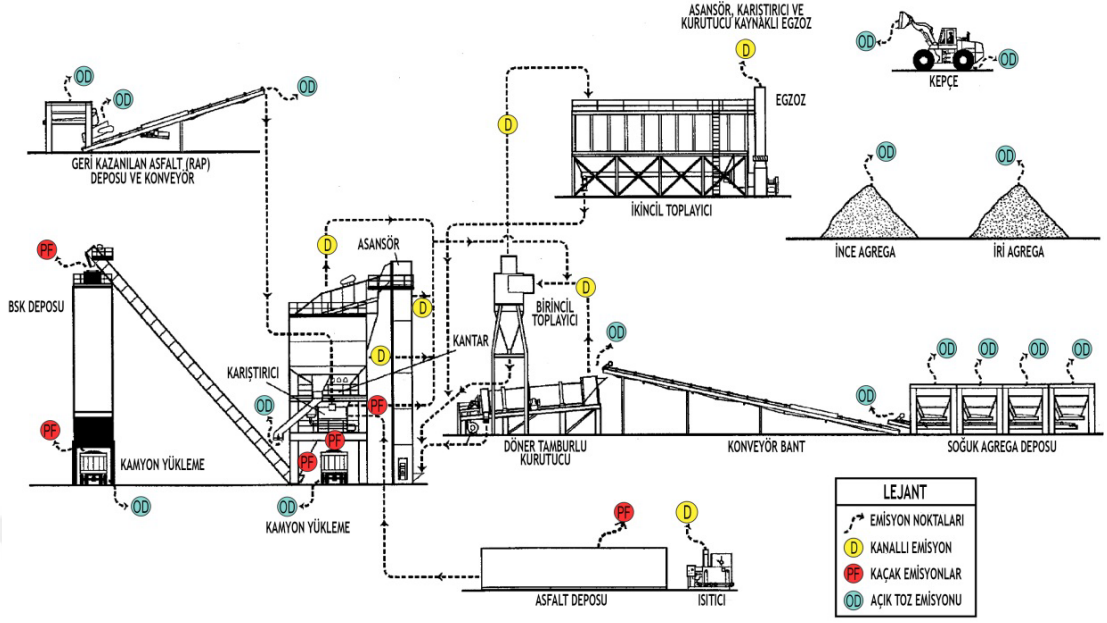 ASANSÖR, KARIŞTIRICI VE
KURUTUCU KAYNAKLI EGZOZ
D
OD
OD
KEPÇE
OD
OD
OD
GERİ KAZANILAN ASFALT (RAP)
DEPOSU VE KONVEYÖR
D
EGZOZ
İKİNCİL TOPLAYICI
OD
OD
İNCE AGREGA
İRİ AGREGA
PF
BSK DEPOSU
D
ASANSÖR
D
D
KANTAR
KARIŞTIRICI
PF
OD
PF
PF
D
BİRİNCİL
TOPLAYICI
OD
OD
OD
OD
OD
OD
PF
KAMYON YÜKLEME
OD
OD
KAMYON YÜKLEME
DÖNER TAMBURLU
KURUTUCU
KONVEYÖR BANT
SOĞUK AGREGA DEPOSU
PF
D
ASFALT DEPOSU
ISITICI
LEJANT
EMİSYON NOKTALARI
D KANALLI EMİSYON
PF KAÇAK EMİSYONLAR
OD AÇIK TOZ EMİSYONU